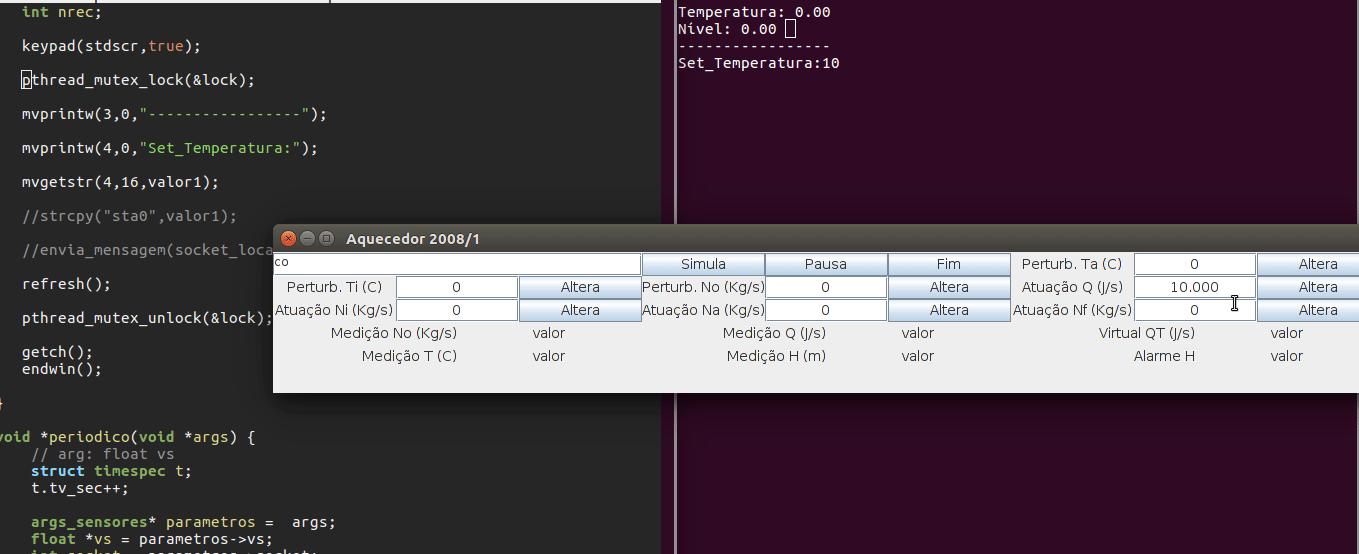 int nrec;
keypad(stdscr,true);
pthread_mutex_lock(&lock);
mvprintw(3,0,"-----------------");
mvprintw(4,0,"Set_Temperatura:");
mvgetstr(4,16,valor1);
//strcpy("sta0",valor1);
//envia_mensagem(socket_loca
refresh();
pthread_mutex_unlock(&lock);
getch();
endwin();
}
void *periodico(void *args) {
// arg: float vs
struct timespec t;
t.tv_sec++;
args_sensores* parametros =  args;
float *vs = parametros->vs;
Temperatura: 0.00
Nível: 0.00
-----------------
Set_Temperatura:10
Aquecedor 2008/1
co Simula Pausa Fim Perturb. Ta (C) 0 Altera
Perturb. Ti (C) 0 Altera Perturb. No (Kg/s) 0 Altera Atuação Q (J/s) 10.000 Altera
Atuação Ni (Kg/s) 0 Altera Atuação Na (Kg/s) 0 Altera Atuação Nf (Kg/s) 0 Altera
Medição No (Kg/s) valor Medição Q (J/s) valor Virtual QT (J/s) valor
Medição T (C) valor Medição H (m) valor Alarme H valor